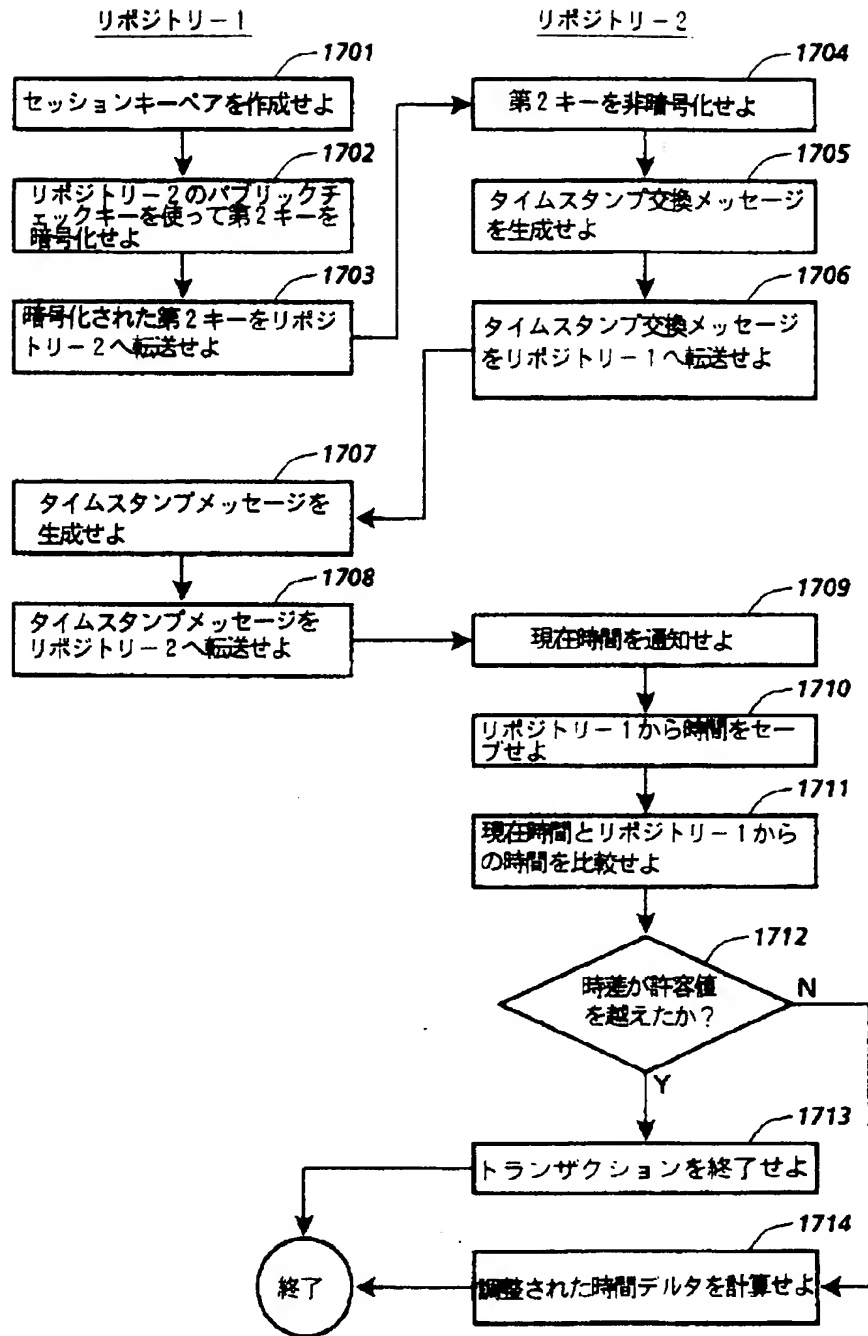 リポジトリー1
リポジトリー2
1701
セッションキーペアを作成せよ
1702
リポジトリー2のパブリックチ
ェックキーを使って第2キーを
暗号化せよ
1703
暗号化された第2キーをリポジ
トリー2へ転送せよ
1704
第2キーを非暗号化せよ
1705
タイムスタンプ交換メッセージ
を生成せよ
1706
タイムスタンプ交換メッセージ
をリポジトリー1へ転送せよ
1707
タイムスタンプメッセージを
生成せよ
1708
タイムスタンプメッセージを
リポジトリー2へ転送せよ
1709
現在時間を通知せよ
1710
リポジトリー1から時間をセー
ブせよ
1711
現在時間とリポジトリー1から
の時間を比較せよ
1712
時差が許容値
を越えたか?
N
Y
1713
トランザクションを終了せよ
1714
調整された時間デルタを計算せよ
終了